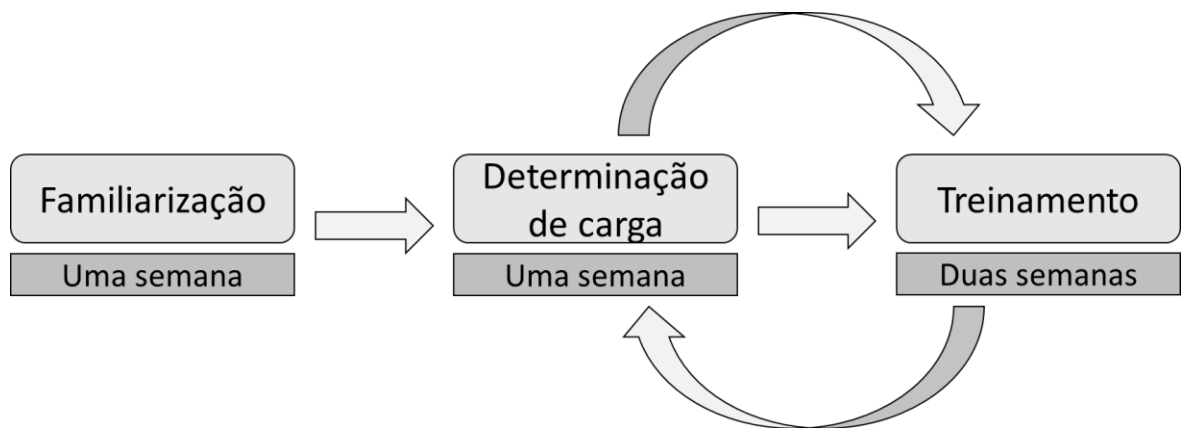 Familiarização
Uma semana
Determinação
de carga
Uma semana
Treinamento
Duas semanas